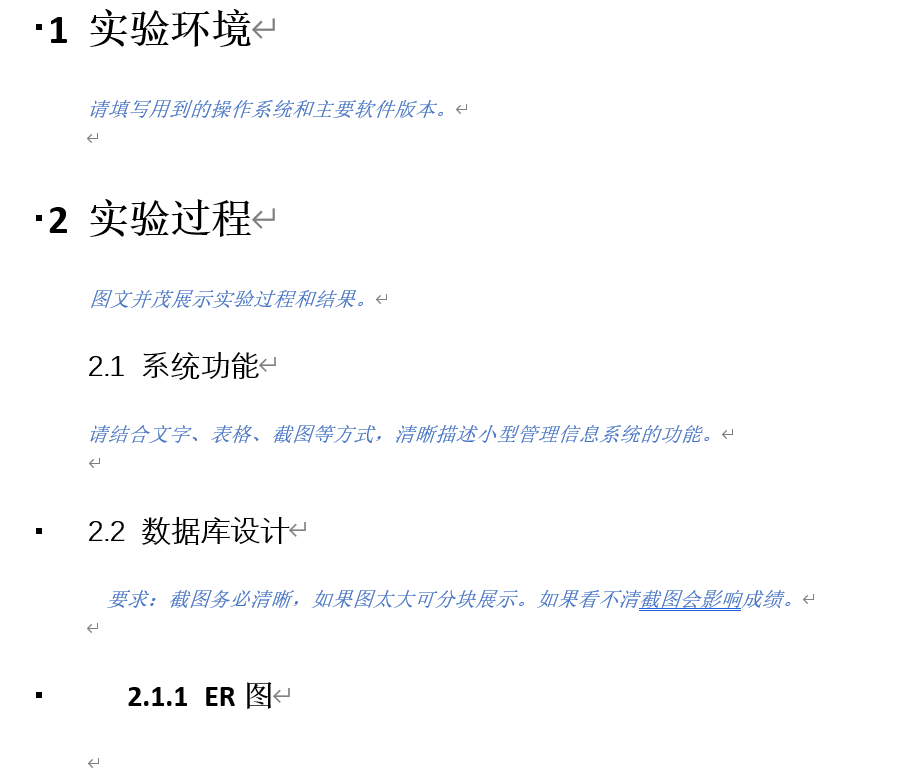 1 实验环境
请填写用到的操作系统和主要软件版本。
2 实验过程
图文并茂展示实验过程和结果。
2.1 系统功能
请结合文字、表格、截图等方式，清晰描述小型管理信息系统的功能。
2.2 数据库设计
要求：截图务必清晰，如果图太大可分块展示。如果看不清截图会影响成绩。
2.1.1 ER 图